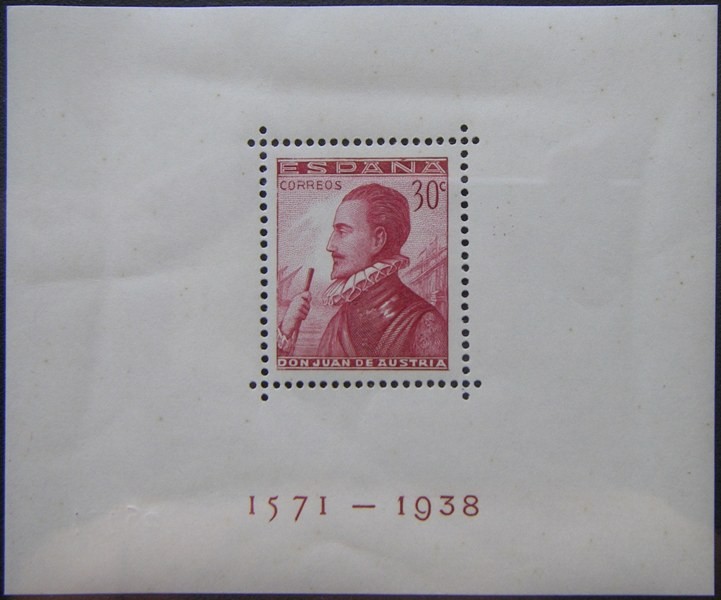 ESPAÑA
CORREOS 30c
DON JUAN DE AUSTRIA
1571 — 1938